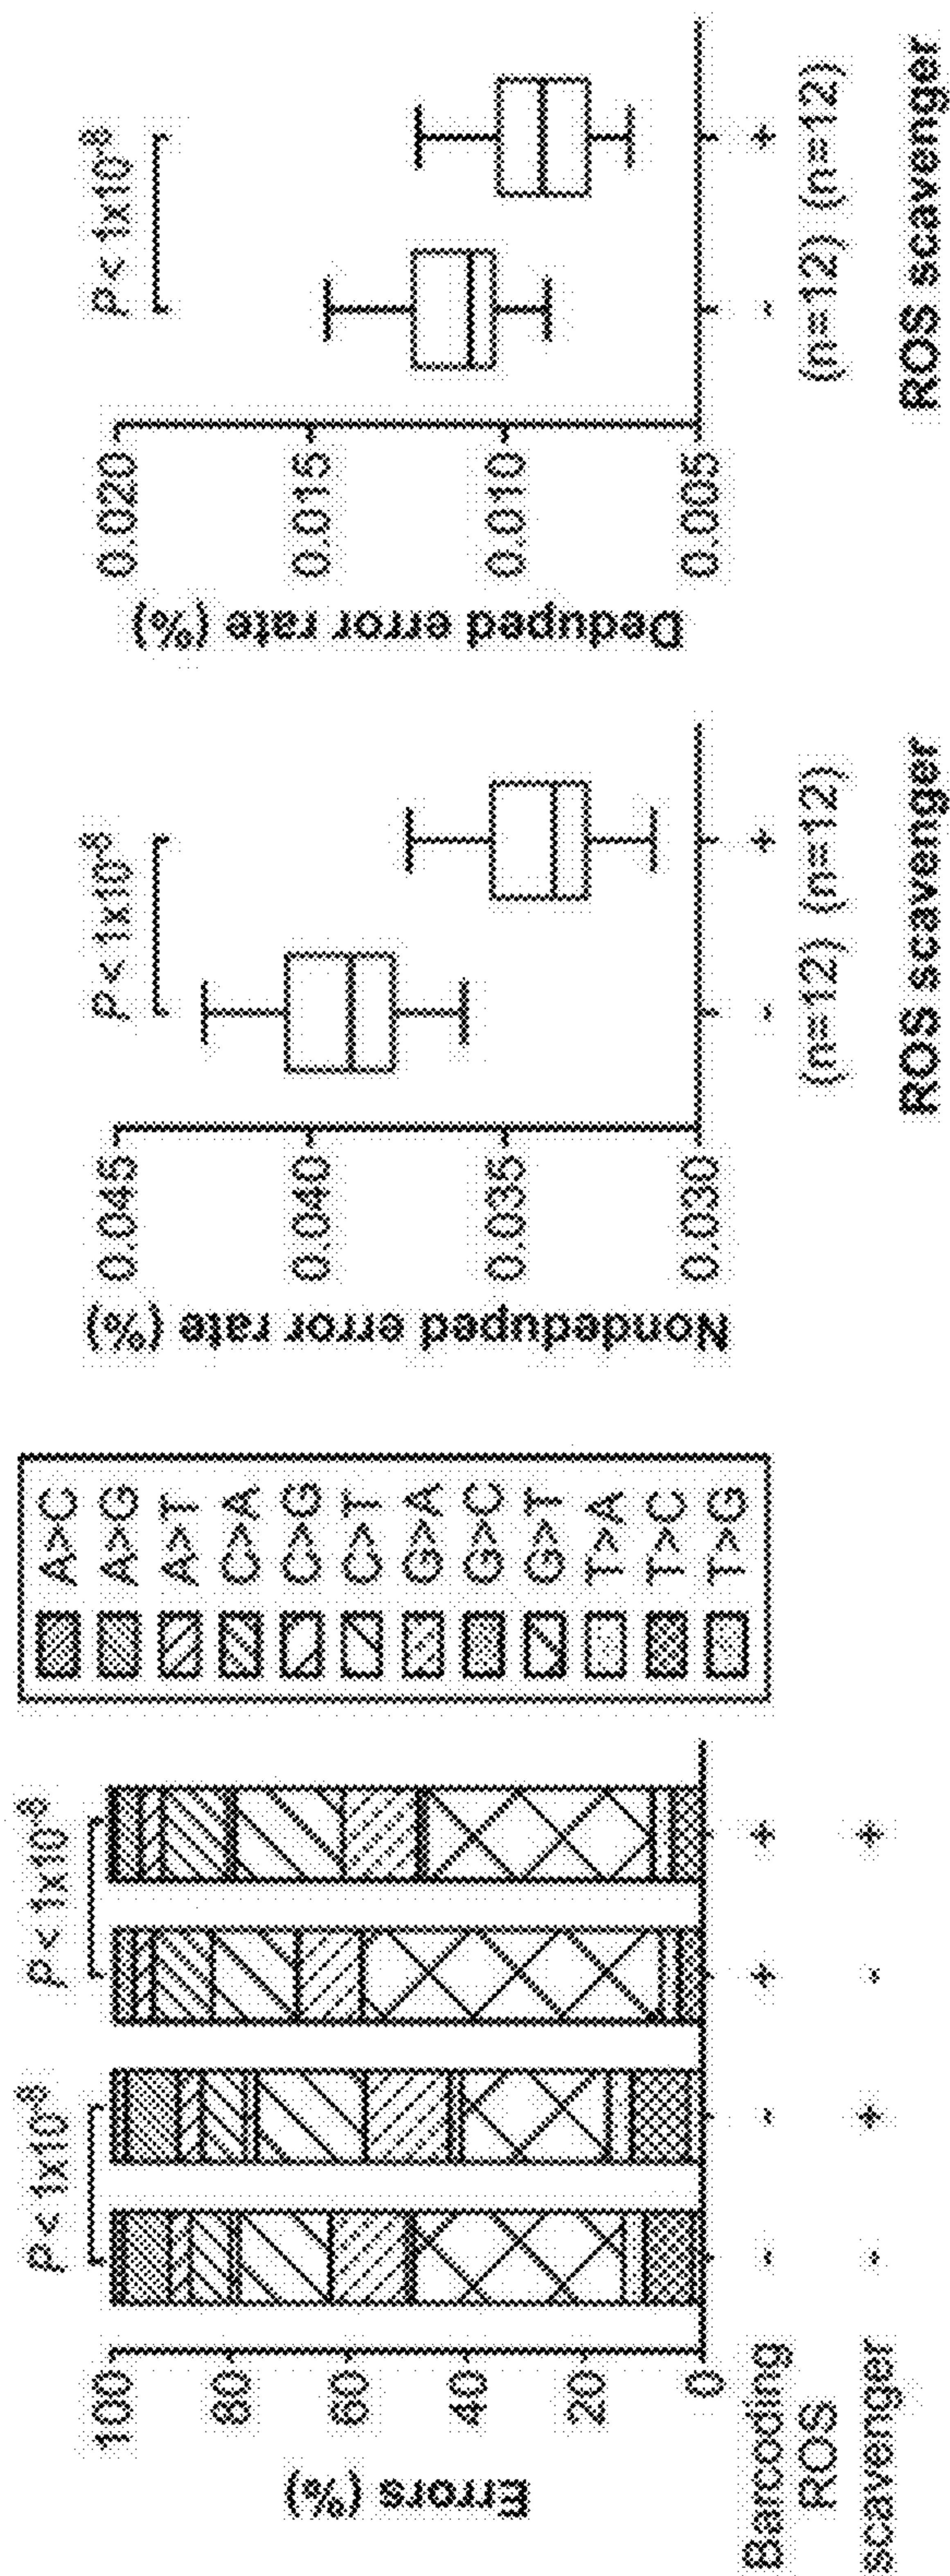 Errors (%)
100
80
60
40
20
0
P < 1x10-8
P < 1x10-8
Barcoding - - + +
ROS
scavenger - + - +
A>C
A>G
A>T
C>A
C>G
C>T
G>A
G>C
G>T
T>A
T>C
T>G
Nondeduped error rate (%)
0.045
0.040
0.035
0.030
P < 1x10-8
- +
(n=12) (n=12)
ROS scavenger
Deduped error rate (%)
0.020
0.015
0.010
0.005
P < 1x10-8
- +
(n=12) (n=12)
ROS scavenger